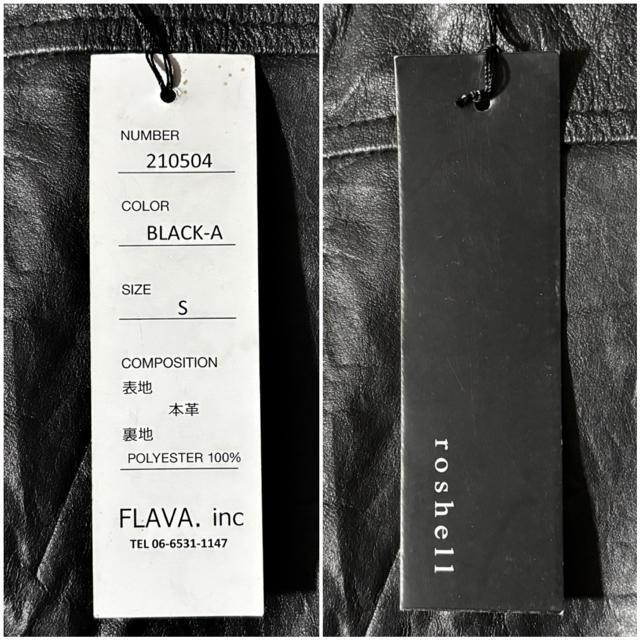 NUMBER
210504
COLOR
BLACK-A
SIZE
S
COMPOSITION
表地
本革
裏地
POLYESTER 100%
FLAVA. inc
TEL 06-6531-1147
roshell